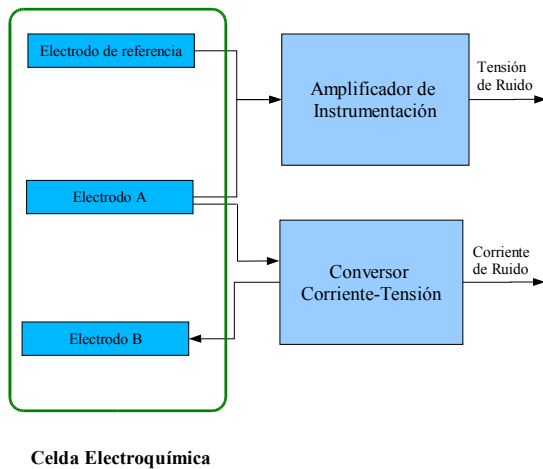 Electrodo de referencia
Amplificador de
Instrumentación
Tensión
de Ruido
Electrodo A
Conversor
Corriente-Tensión
Corriente
de Ruido
Electrodo B
Celda Electroquímica